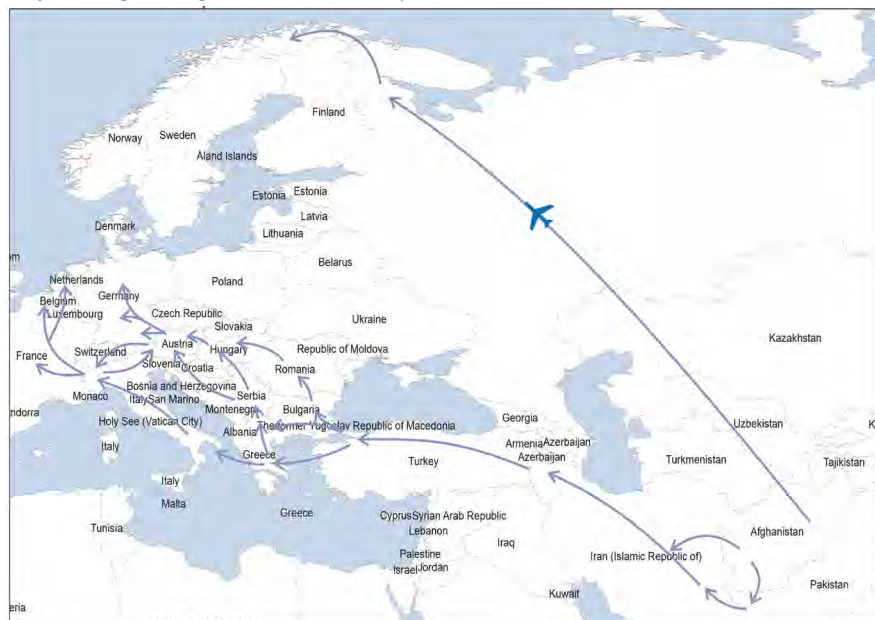 Finland
Norway
Sweden
Åland Islands
Estonia
Estonia
Latvia
Lithuania
Denmark
Belarus
Netherlands
Germany
Poland
Belgium
Luxembourg
Czech Republic
Slovakia
Ukraine
Kazakhstan
France
Switzerland
Austria
Hungary
Republic of Moldova
Slovenia
Croatia
Romania
Bosnia and Herzegovina
Monaco
Italy
San Marino
Serbia
Montenegro
Bulgaria
Holy See (Vatican City)
Albania
The former Yugoslav Republic of Macedonia
Georgia
Uzbekistan
Armenia
Azerbaijan
Azerbaijan
Italy
Greece
Turkey
Turkmenistan
Tajikistan
Italy
Malta
Greece
Cyprus
Syrian Arab Republic
Lebanon
Tunisia
Iraq
Iran (Islamic Republic of)
Afghanistan
Palestine
Israel
Jordan
Kuwait
Pakistan
ndorra
om
eria
K